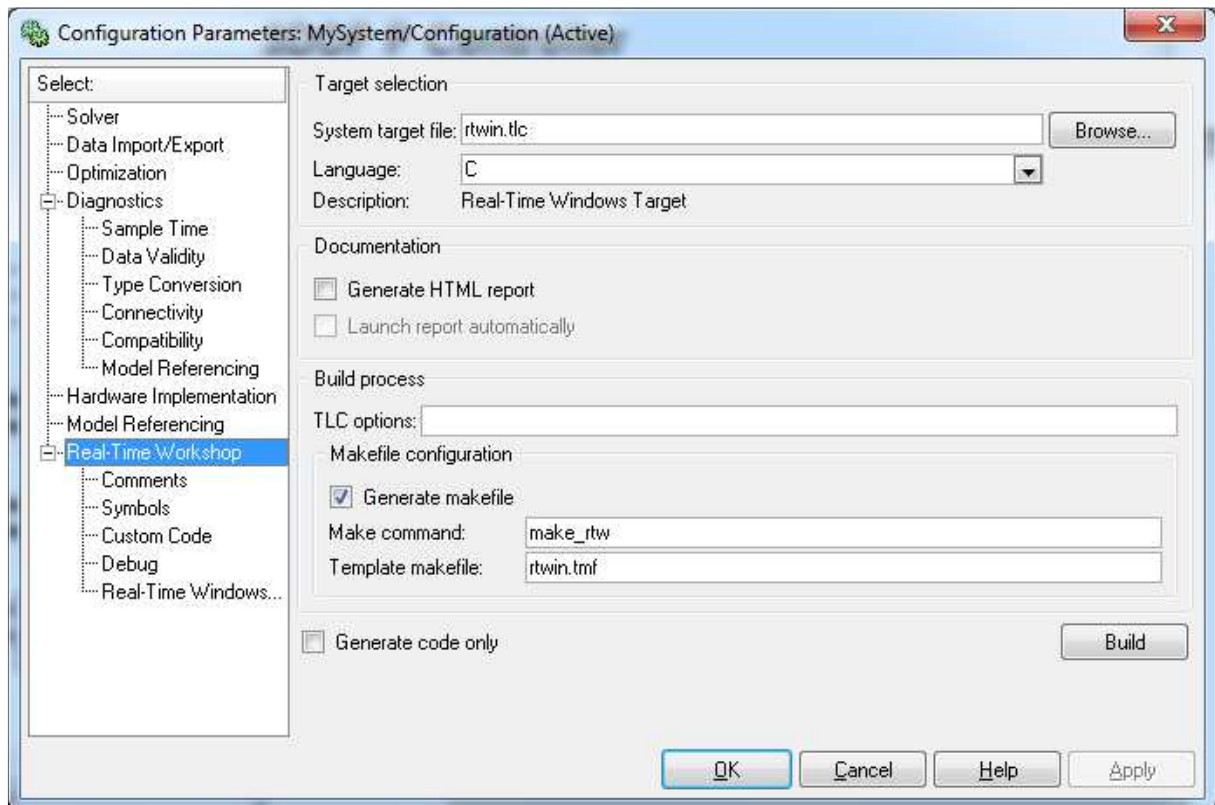 Configuration Parameters: MySystem/Configuration (Active)
Select:
Solver
Data Import/Export
Optimization
Diagnostics
Sample Time
Data Validity
Type Conversion
Connectivity
Compatibility
Model Referencing
Hardware Implementation
Model Referencing
Real-Time Workshop
Comments
Symbols
Custom Code
Debug
Real-Time Windows...
Target selection
System target file: rtwin.tlc Browse...
Language: C
Description: Real-Time Windows Target
Documentation
Generate HTML report
Launch report automatically
Build process
TLC options:
Makefile configuration
Generate makefile
Make command: make_rtw
Template makefile: rtwin.tmf
Generate code only Build
OK Cancel Help Apply